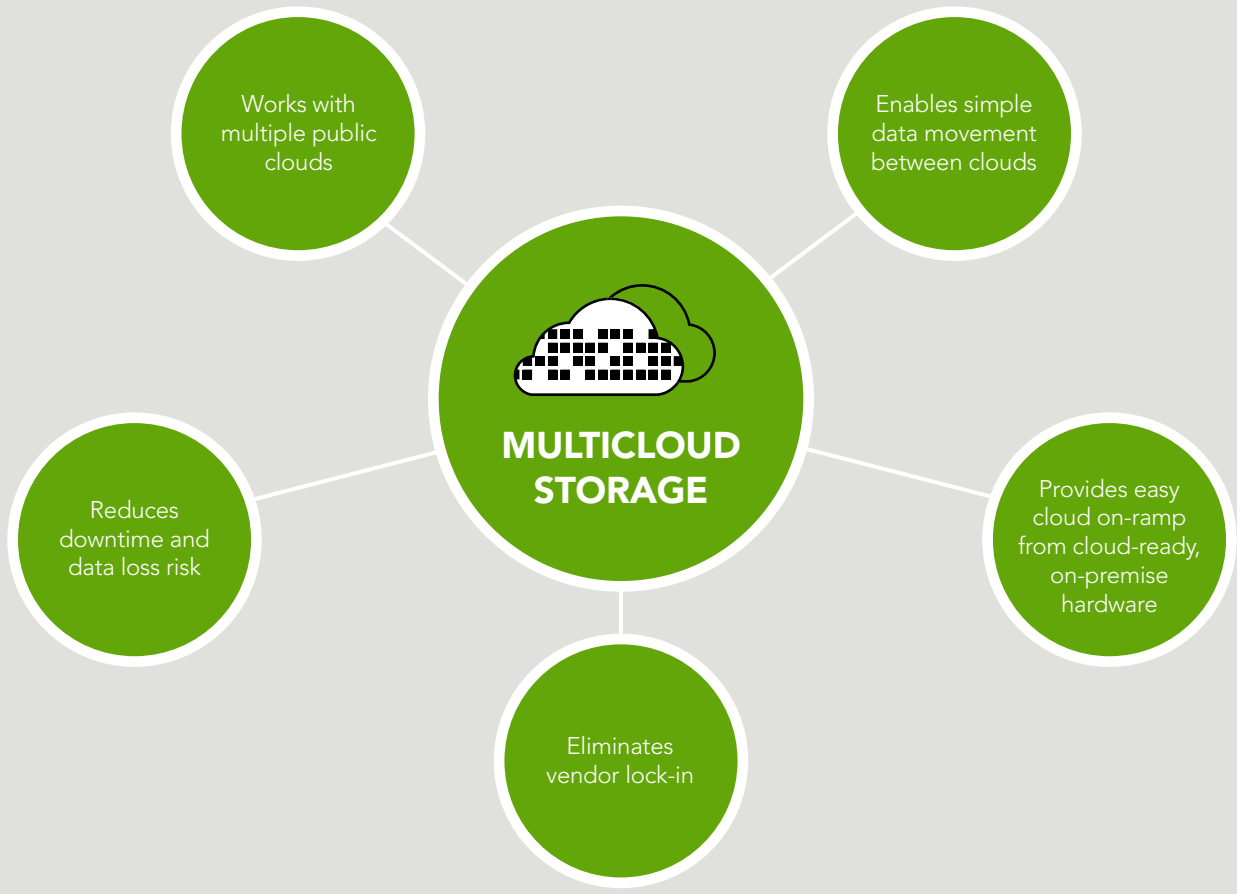 Works with
multiple public
clouds
Enables simple
data movement
between clouds
MULTICLOUD
STORAGE
Reduces
downtime and
data loss risk
Provides easy
cloud on-ramp
from cloud-ready,
on-premise
hardware
Eliminates
vendor lock-in